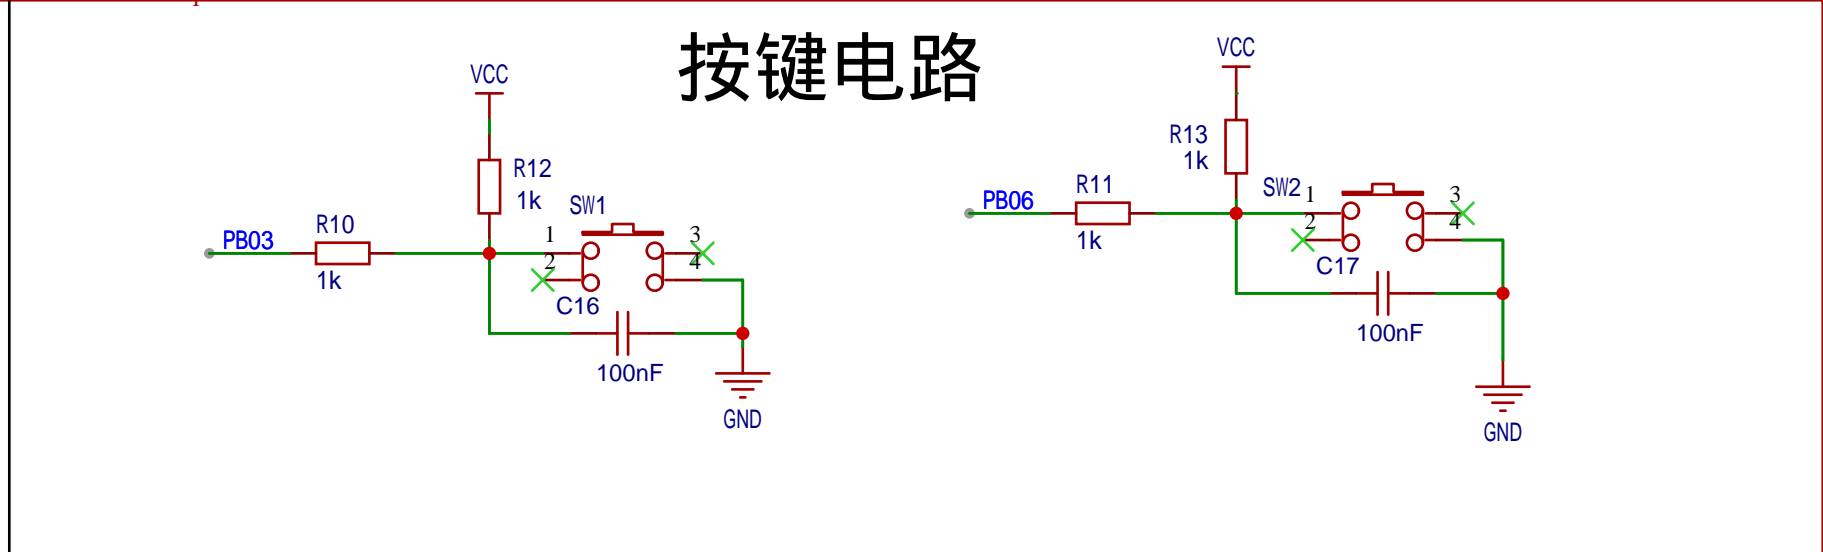 按键电路
VCC
R12
1k
SW1
R10
PB03
1k
1
2
3
4
C16
100nF
GND
VCC
R13
1k
R11
SW2
PB06
1k
1
2
3
4
C17
100nF
GND